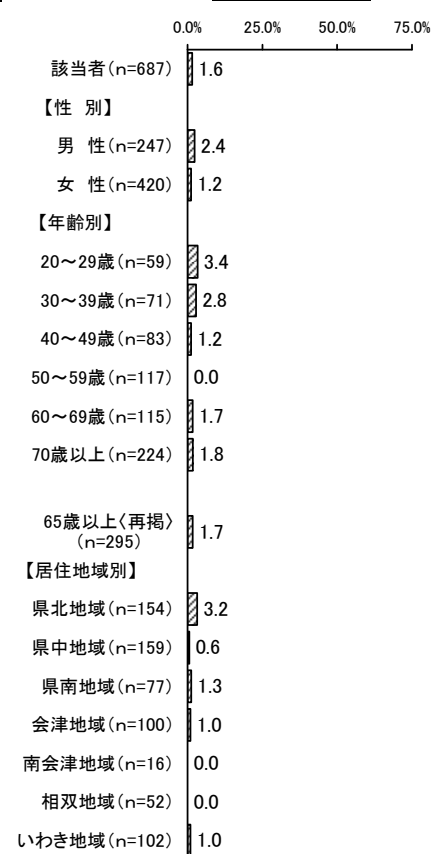 0.0% 25.0% 50.0% 75.0%
該当者(n=687) 1.6
【性 別】
男 性(n=247) 2.4
女 性(n=420) 1.2
【年齢別】
20～29歳(n=59) 3.4
30～39歳(n=71) 2.8
40～49歳(n=83) 1.2
50～59歳(n=117) 0.0
60～69歳(n=115) 1.7
70歳以上(n=224) 1.8
65歳以上〈再掲〉
(n=295) 1.7
【居住地域別】
県北地域(n=154) 3.2
県中地域(n=159) 0.6
県南地域(n=77) 1.3
会津地域(n=100) 1.0
南会津地域(n=16) 0.0
相双地域(n=52) 0.0
いわき地域(n=102) 1.0